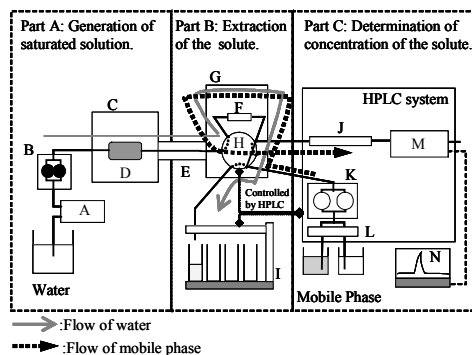 Part A: Generation of
saturated solution.
Part B: Extraction
of the solute.
Part C: Determination of
concentration of the solute.
HPLC system
G
C
F
B
H
J
M
D
E
K
A
Controlled
by HPLC
L
I
N
Water
Mobile Phase
:Flow of water
:Flow of mobile phase